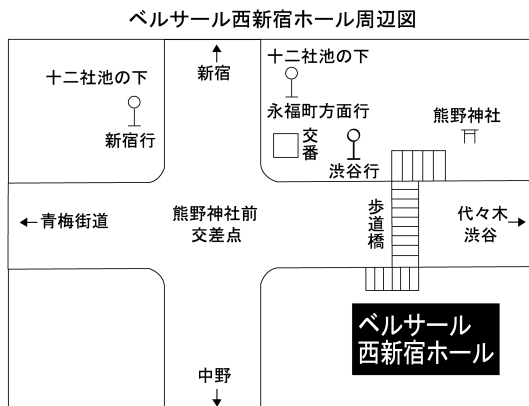 ベルサール西新宿ホール周辺図
新宿
十二社池の下
新宿行
十二社池の下
永福町方面行
交番
渋谷行
熊野神社
青梅街道
熊野神社前
交差点
歩道橋
代々木
渋谷
ベルサール
西新宿ホール
中野